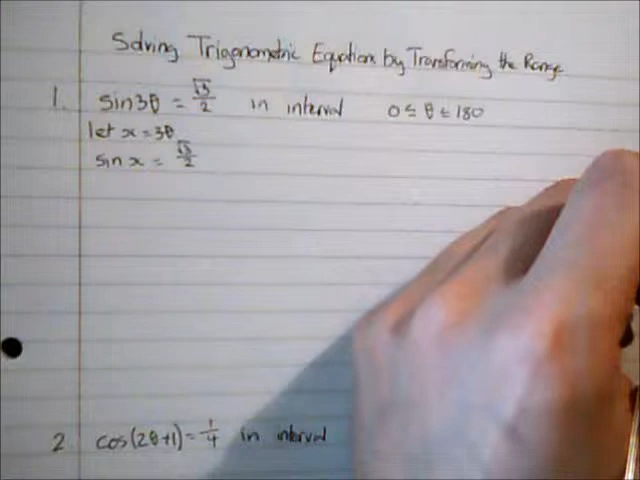 Solving Trigonometric Equations by Transforming the Range
1. sin3θ = √3/2 in interval 0 ≤ θ ≤ 180
let x = 3θ
sin x = √3/2
2 cos(2θ+1) = 1/4 in interval